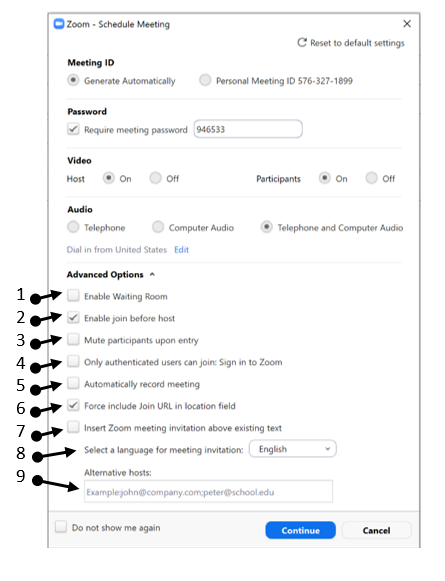 Zoom - Schedule Meeting
Reset to default settings
Meeting ID
Generate Automatically Personal Meeting ID 576-327-1899
Password
Require meeting password 946533
Video
Host On Off Participants On Off
Audio
Telephone Computer Audio Telephone and Computer Audio
Dial in from United States Edit
Advanced Options
1 Enable Waiting Room
2 Enable join before host
3 Mute participants upon entry
4 Only authenticated users can join: Sign in to Zoom
5 Automatically record meeting
6 Force include Join URL in location field
7 Insert Zoom meeting invitation above existing text
8 Select a language for meeting invitation: English
Alternative hosts:
9 Example:john@company.com;peter@school.edu
Do not show me again Continue Cancel